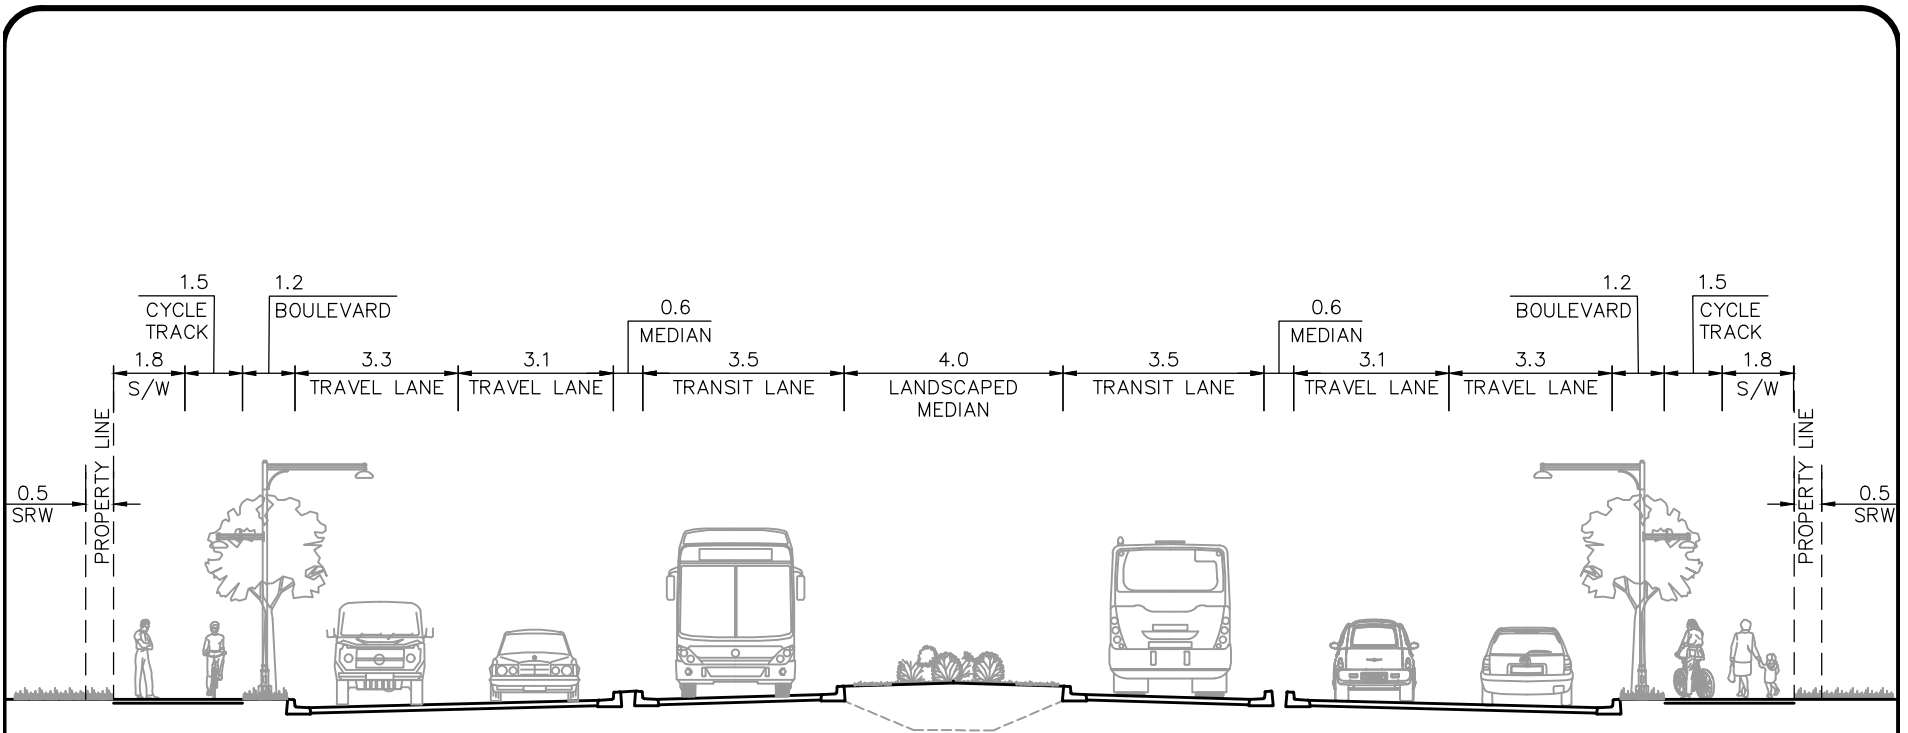 1.5
CYCLE
TRACK
1.2
BOULEVARD
0.6
MEDIAN
0.6
MEDIAN
1.2
BOULEVARD
1.5
CYCLE
TRACK
1.8
S/W
3.3
TRAVEL LANE
3.1
TRAVEL LANE
3.5
TRANSIT LANE
4.0
LANDSCAPED
MEDIAN
3.5
TRANSIT LANE
3.1
TRAVEL LANE
3.3
TRAVEL LANE
1.8
S/W
0.5
SRW
PROPERTY LINE
PROPERTY LINE
0.5
SRW